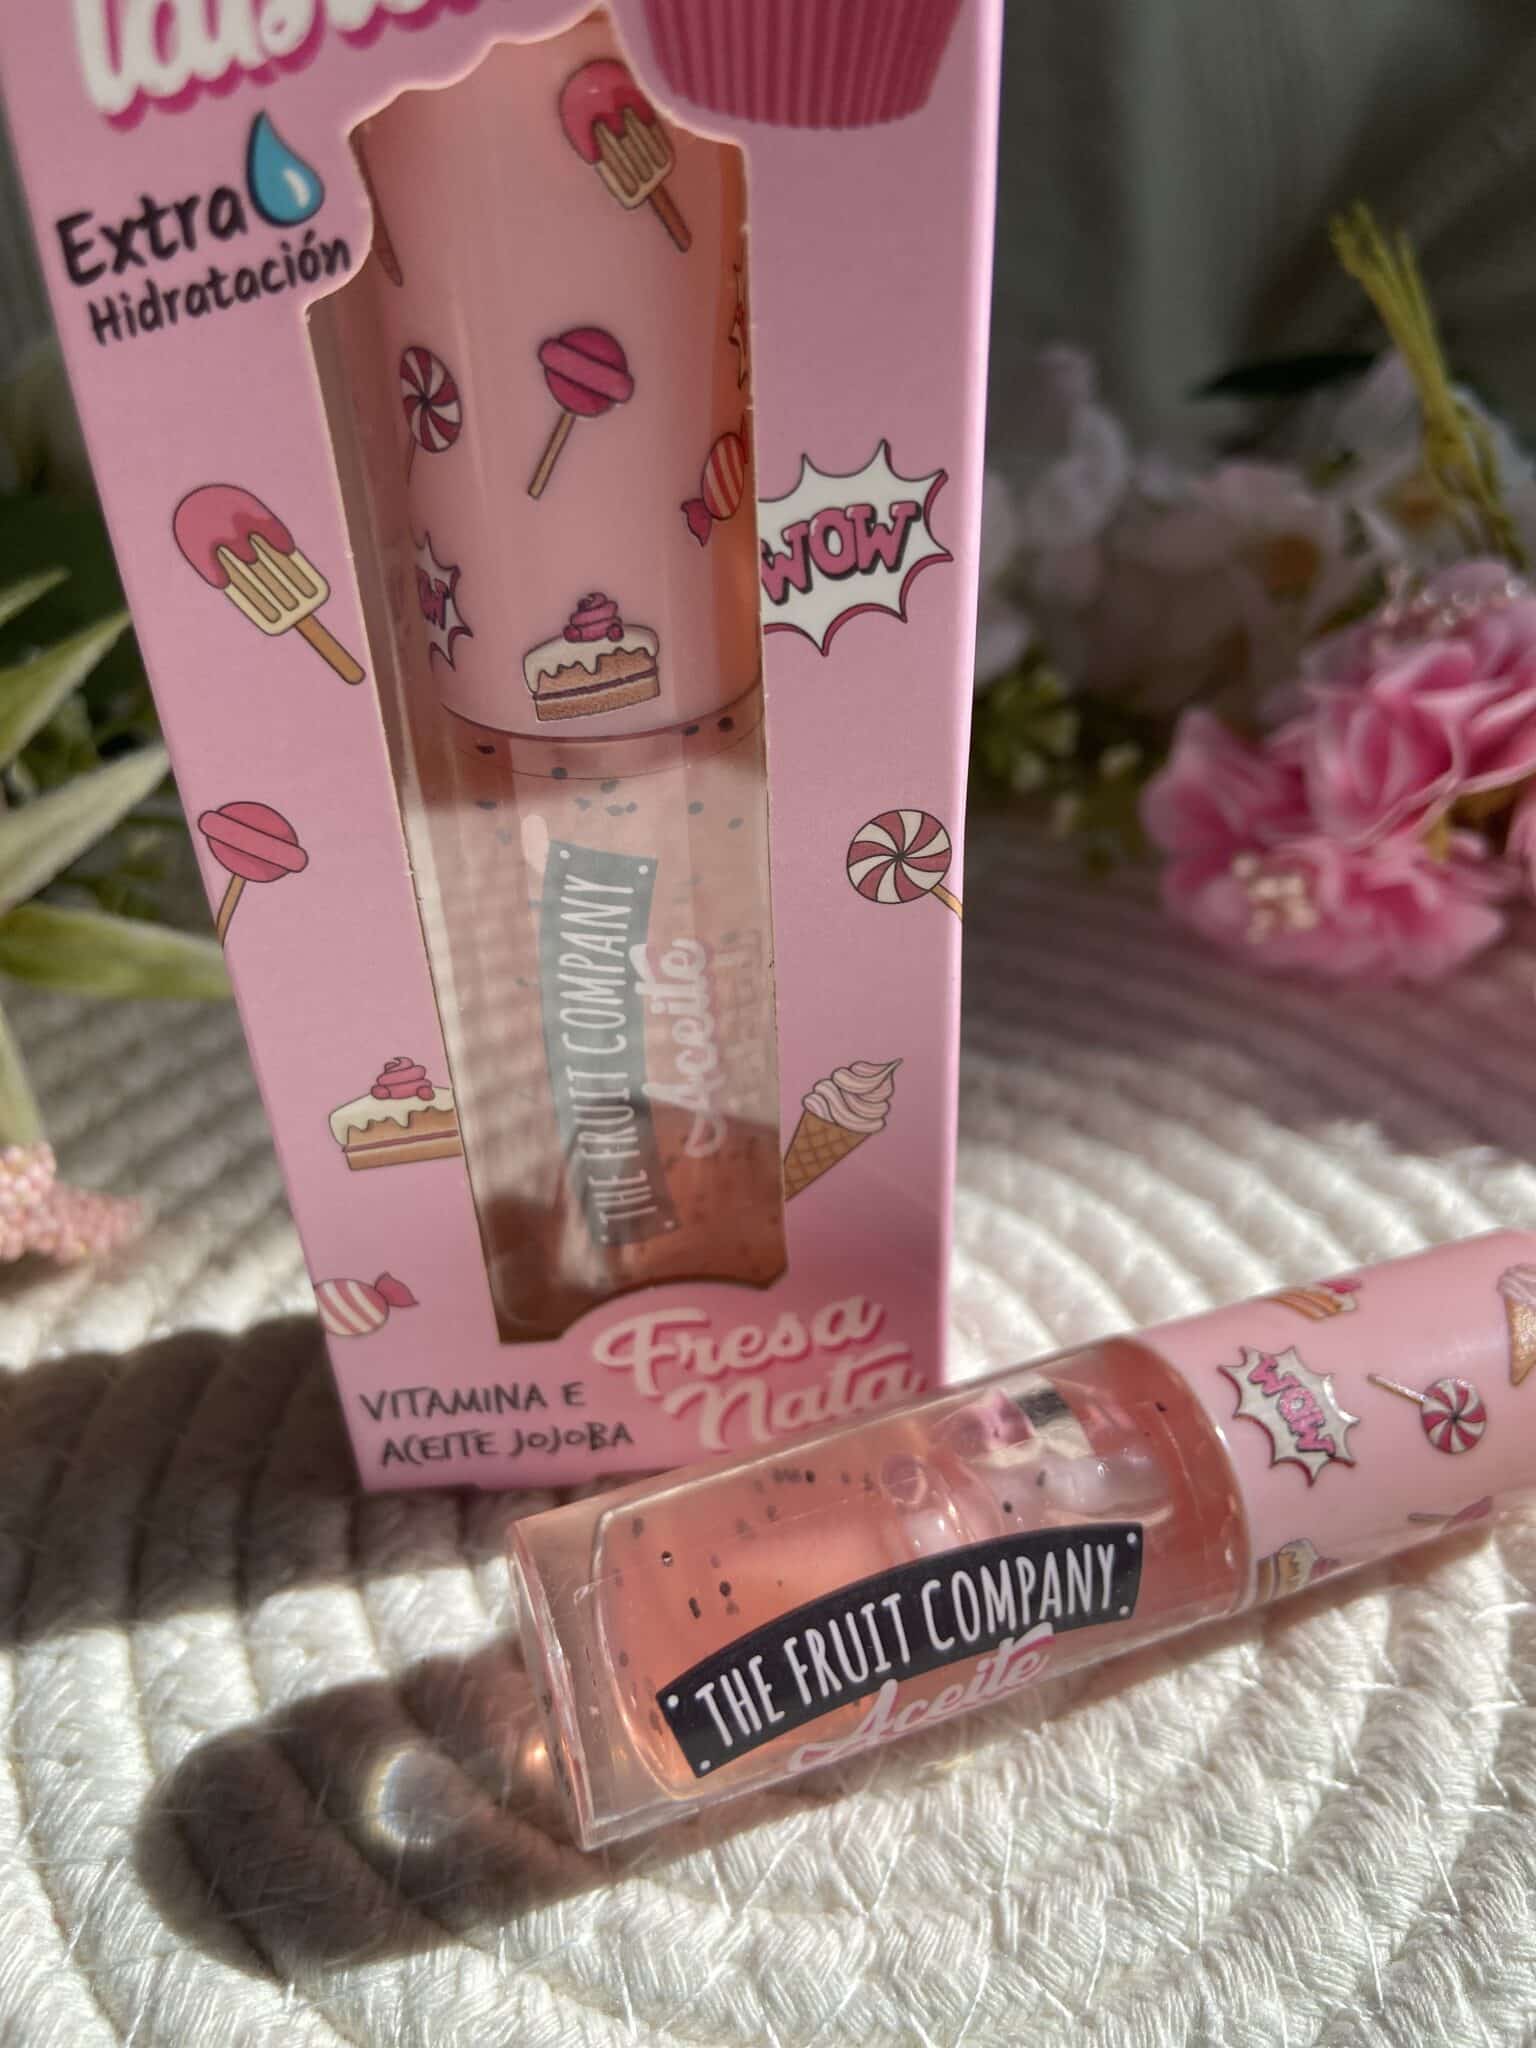 Extra
Hidratación
WOW
THE FRUIT COMPANY
Aceite
Fresa
Nata
VITAMINA E
ACEITE JOJOBA
WOW
THE FRUIT COMPANY
Aceite